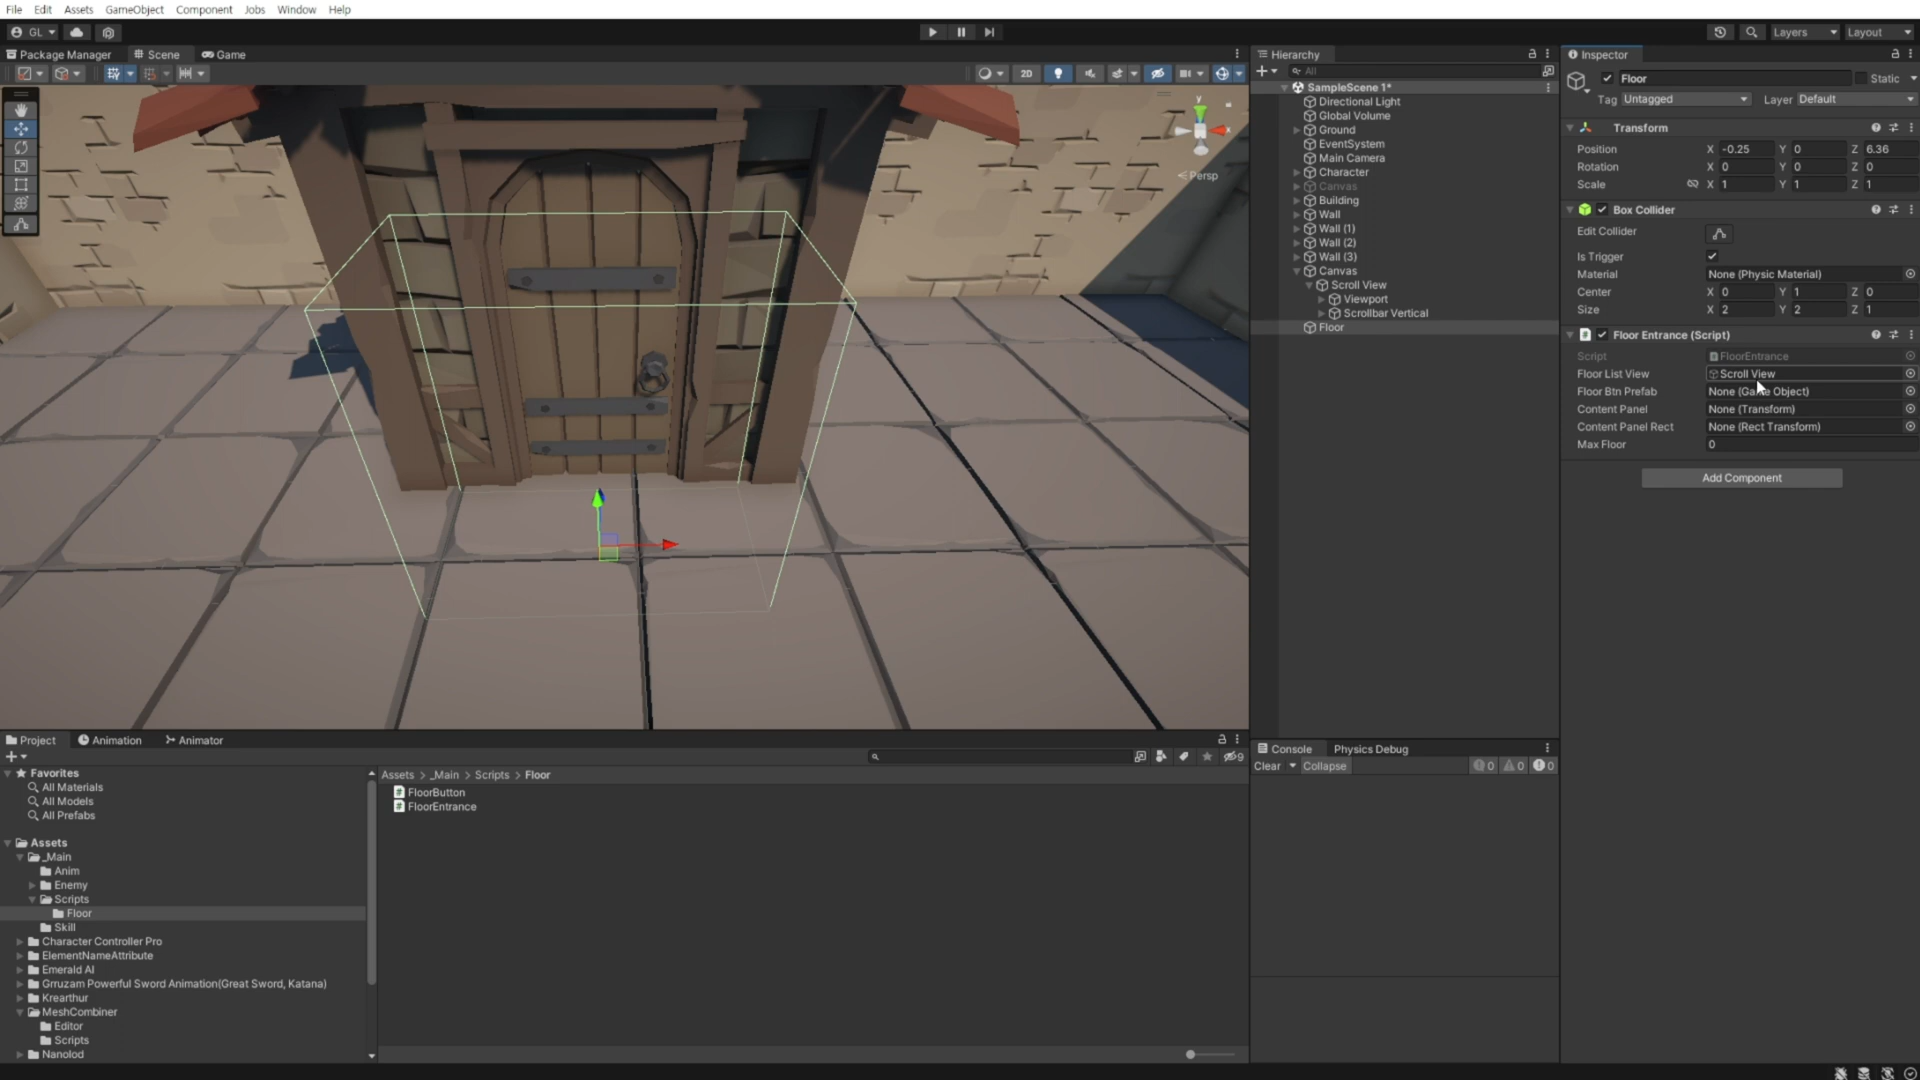 File Edit Assets GameObject Component Jobs Window Help
GL Layers Layout
Package Manager Scene Game
2D
y
x
Persp
Hierarchy
All
SampleScene 1*
Directional Light
Global Volume
Ground
EventSystem
Main Camera
Character
Canvas
Building
Wall
Wall (1)
Wall (2)
Wall (3)
Canvas
Scroll View
Viewport
Scrollbar Vertical
Floor
Inspector
Floor Static
Tag Untagged Layer Default
Transform
Position X -0.25 Y 0 Z 6.36
Rotation X 0 Y 0 Z 0
Scale X 1 Y 1 Z 1
Box Collider
Edit Collider
Is Trigger
Material None (Physic Material)
Center X 0 Y 1 Z 0
Size X 2 Y 2 Z 1
Floor Entrance (Script)
Script FloorEntrance
Floor List View Scroll View
Floor Btn Prefab None (Game Object)
Content Panel None (Transform)
Content Panel Rect None (Rect Transform)
Max Floor 0
Add Component
Project Animation Animator
9
Favorites
All Materials
All Models
All Prefabs
Assets
_Main
Anim
Enemy
Scripts
Floor
Skill
Character Controller Pro
ElementNameAttribute
Emerald AI
Grruzam Powerful Sword Animation(Great Sword, Katana)
Krearthur
MeshCombiner
Editor
Scripts
Nanolod
Assets > _Main > Scripts > Floor
FloorButton
FloorEntrance
Console Physics Debug
Clear Collapse 0 0 0